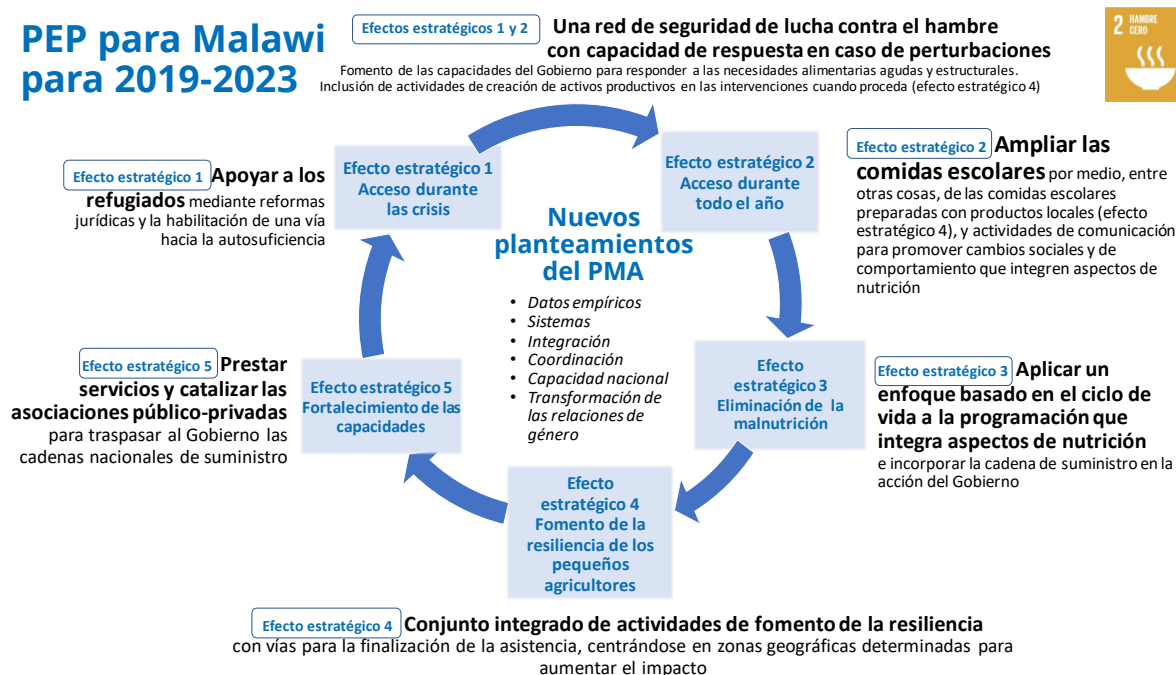 PEP para Malawi
para 2019-2023
Efectos estratégicos 1 y 2 Una red de seguridad de lucha contra el hambre
con capacidad de respuesta en caso de perturbaciones
Fomento de las capacidades del Gobierno para responder a las necesidades alimentarias agudas y estructurales.
Inclusión de actividades de creación de activos productivos en las intervenciones cuando proceda (efecto estratégico 4)
2 HAMBRE
CERO
Efecto estratégico 1 Apoyar a los
refugiados mediante reformas
jurídicas y la habilitación de una vía
hacia la autosuficiencia
Efecto estratégico 1
Acceso durante
las crisis
Efecto estratégico 2
Acceso durante
todo el año
Efecto estratégico 2 Ampliar las
comidas escolares por medio, entre
otras cosas, de las comidas escolares
preparadas con productos locales (efecto
estratégico 4), y actividades de comunicación
para promover cambios sociales y de
comportamiento que integren aspectos de
nutrición
Nuevos
planteamientos
del PMA
• Datos empíricos
• Sistemas
• Integración
• Coordinación
• Capacidad nacional
• Transformación de
las relaciones de
género
Efecto estratégico 5 Prestar
servicios y catalizar las
asociaciones público-privadas
para traspasar al Gobierno las
cadenas nacionales de suministro
Efecto estratégico 5
Fortalecimiento de las
capacidades
Efecto
estratégico 3
Eliminación de la
malnutrición
Efecto estratégico 3 Aplicar un
enfoque basado en el ciclo de
vida a la programación que
integra aspectos de nutrición
e incorporar la cadena de suministro en la
acción del Gobierno
Efecto
estratégico 4
Fomento de la
resiliencia de los
pequeños
agricultores
Efecto estratégico 4 Conjunto integrado de actividades de fomento de la resiliencia
con vías para la finalización de la asistencia, centrándose en zonas geográficas determinadas para
aumentar el impacto